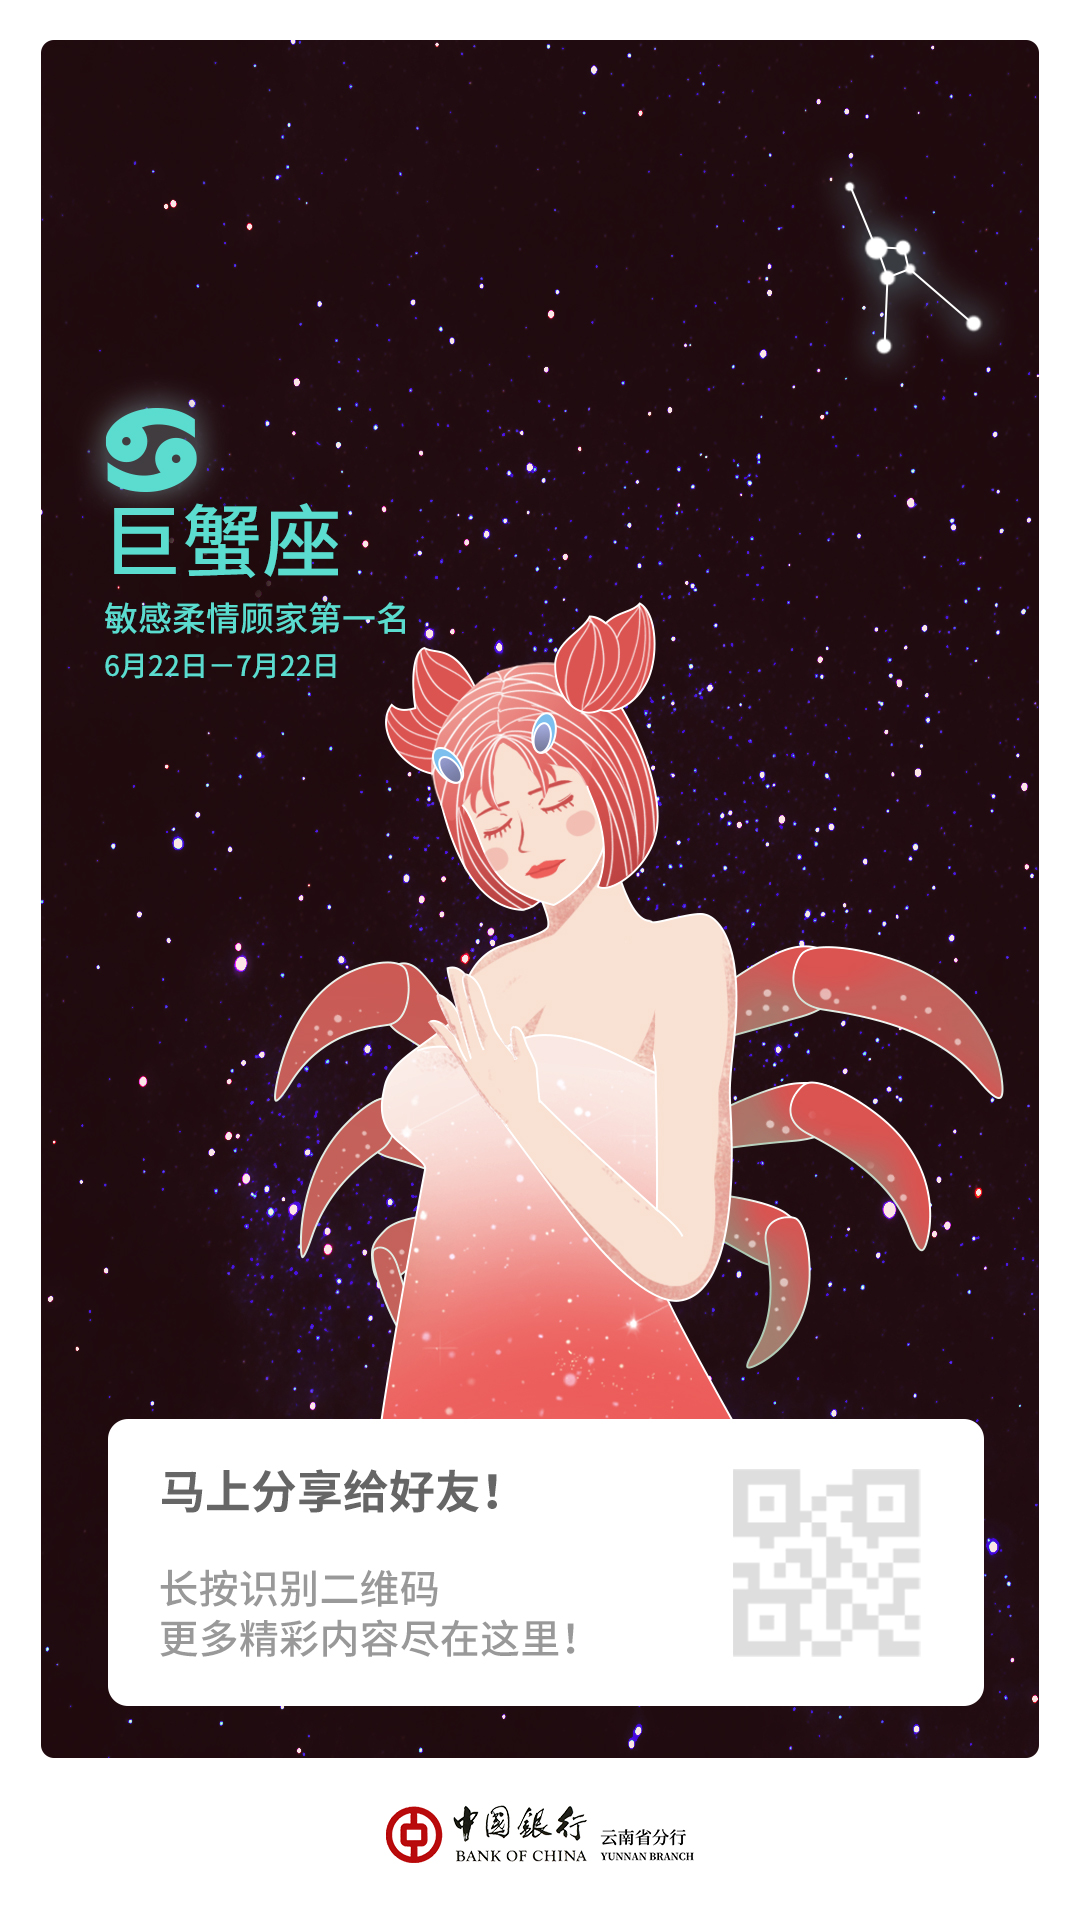 巨蟹座
敏感柔情顾家第一名
6月22日－7月22日
马上分享给好友！
长按识别二维码
更多精彩内容尽在这里！
中国銀行
BANK OF CHINA
云南省分行
YUNNAN BRANCH